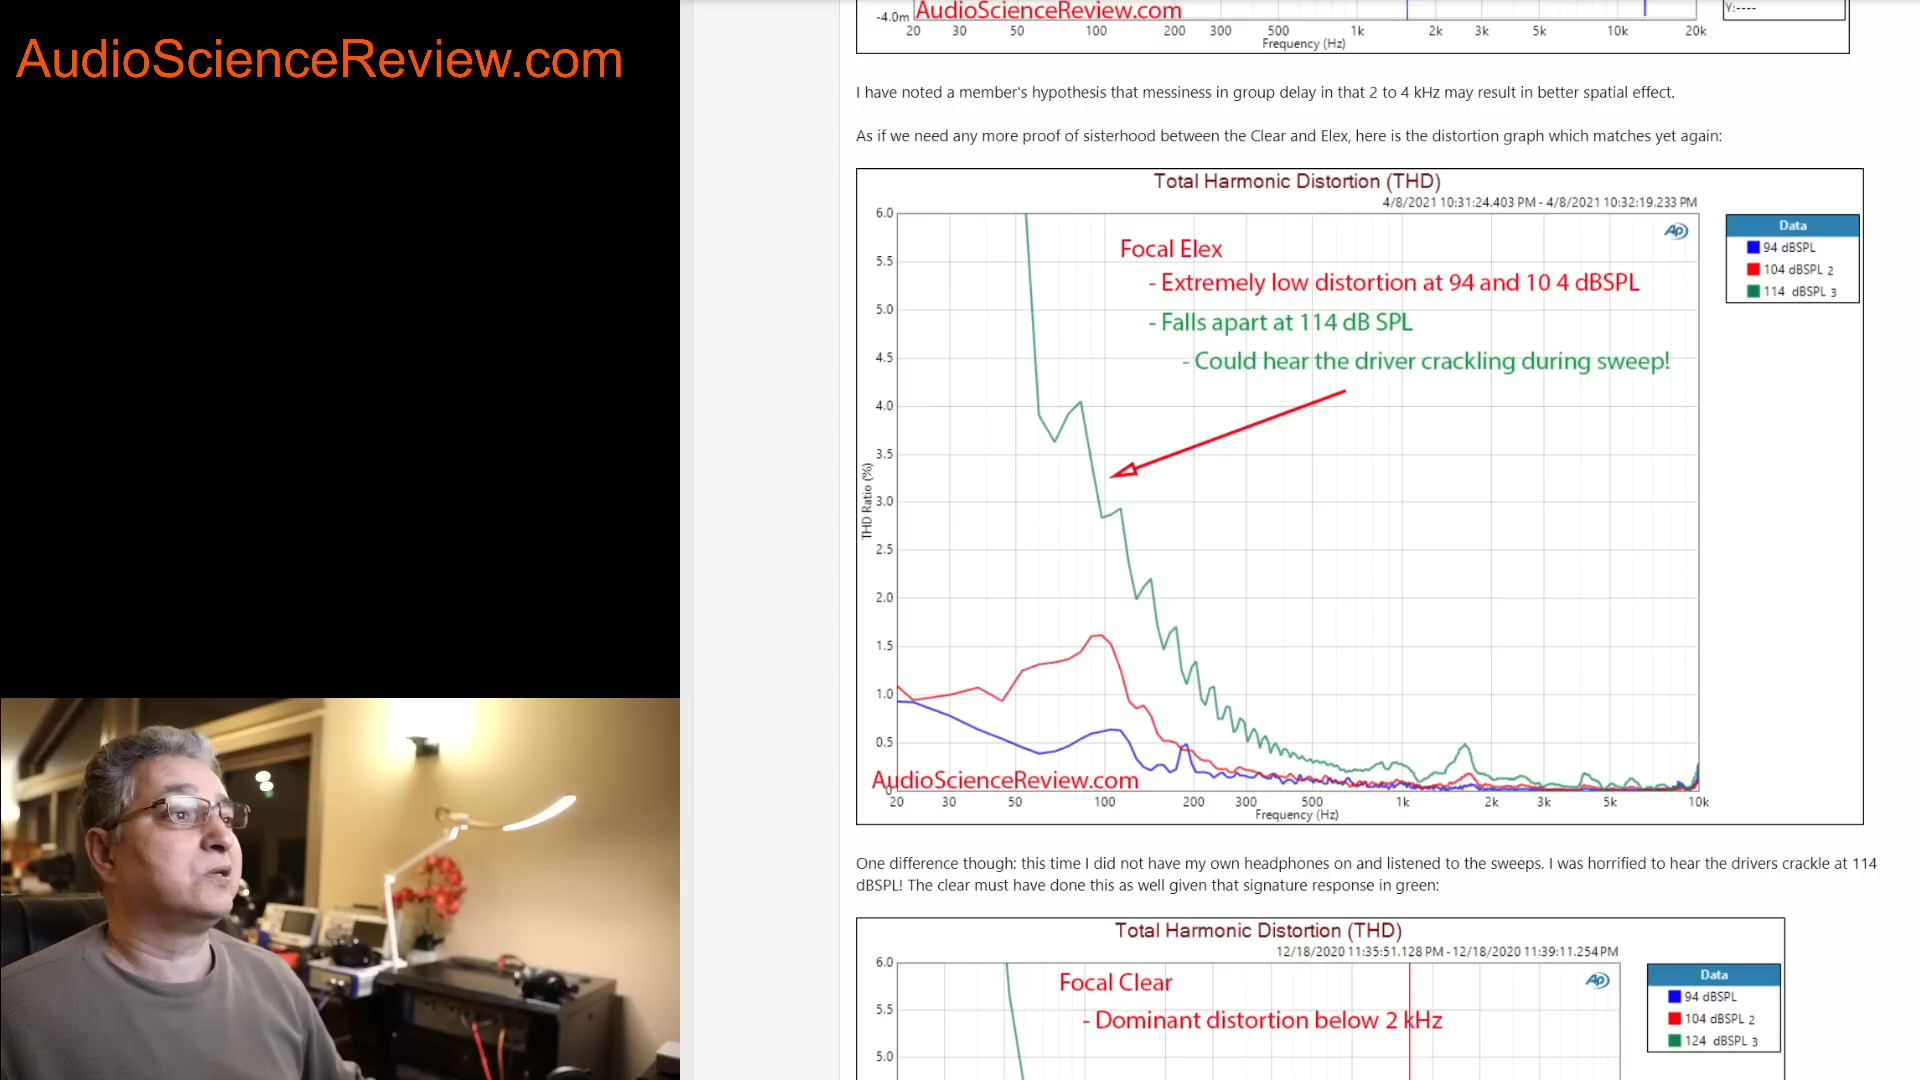 AudioScienceReview.com
-4.0m
AudioScienceReview.com
Y:----
20 30 50 100 200 300 500 1k 2k 3k 5k 10k 20k
Frequency (Hz)
I have noted a member's hypothesis that messiness in group delay in that 2 to 4 kHz may result in better spatial effect.
As if we need any more proof of sisterhood between the Clear and Elex, here is the distortion graph which matches yet again:
Total Harmonic Distortion (THD)
4/8/2021 10:31:24.403 PM - 4/8/2021 10:32:19.233 PM
6.0
5.5
5.0
4.5
4.0
3.5
3.0
2.5
2.0
1.5
1.0
0.5
0
THD Ratio (%)
AP
Focal Elex
- Extremely low distortion at 94 and 10 4 dBSPL
- Falls apart at 114 dB SPL
- Could hear the driver crackling during sweep!
Data
94 dBSPL
104 dBSPL 2
114 dBSPL 3
AudioScienceReview.com
20 30 50 100 200 300 500 1k 2k 3k 5k 10k
Frequency (Hz)
One difference though: this time I did not have my own headphones on and listened to the sweeps. I was horrified to hear the drivers crackle at 114
dBSPL! The clear must have done this as well given that signature response in green:
Total Harmonic Distortion (THD)
12/18/2020 11:35:51.128 PM - 12/18/2020 11:39:11.254 PM
6.0
5.5
5.0
AP
Focal Clear
- Dominant distortion below 2 kHz
Data
94 dBSPL
104 dBSPL 2
124 dBSPL 3